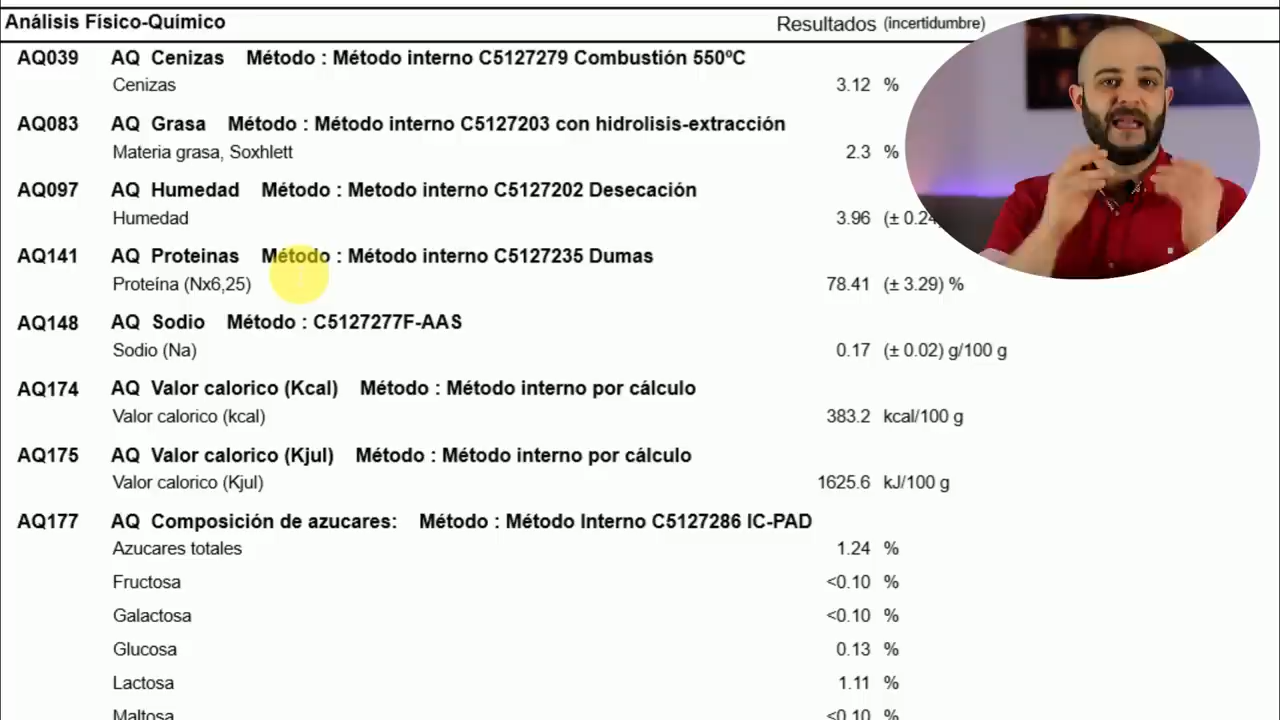 Análisis Físico-Químico Resultados (incertidumbre)
AQ039 AQ Cenizas Método : Método interno C5127279 Combustión 550ºC
Cenizas 3.12 %
AQ083 AQ Grasa Método : Método interno C5127203 con hidrolisis-extracción
Materia grasa, Soxhlett 2.3 %
AQ097 AQ Humedad Método : Metodo interno C5127202 Desecación
Humedad 3.96 (± 0.24
AQ141 AQ Proteinas Método : Método interno C5127235 Dumas
Proteína (Nx6,25) 78.41 (± 3.29) %
AQ148 AQ Sodio Método : C5127277F-AAS
Sodio (Na) 0.17 (± 0.02) g/100 g
AQ174 AQ Valor calorico (Kcal) Método : Método interno por cálculo
Valor calorico (kcal) 383.2 kcal/100 g
AQ175 AQ Valor calorico (Kjul) Método : Método interno por cálculo
Valor calorico (Kjul) 1625.6 kJ/100 g
AQ177 AQ Composición de azucares: Método : Método Interno C5127286 IC-PAD
Azucares totales 1.24 %
Fructosa <0.10 %
Galactosa <0.10 %
Glucosa 0.13 %
Lactosa 1.11 %
Maltosa <0.10 %